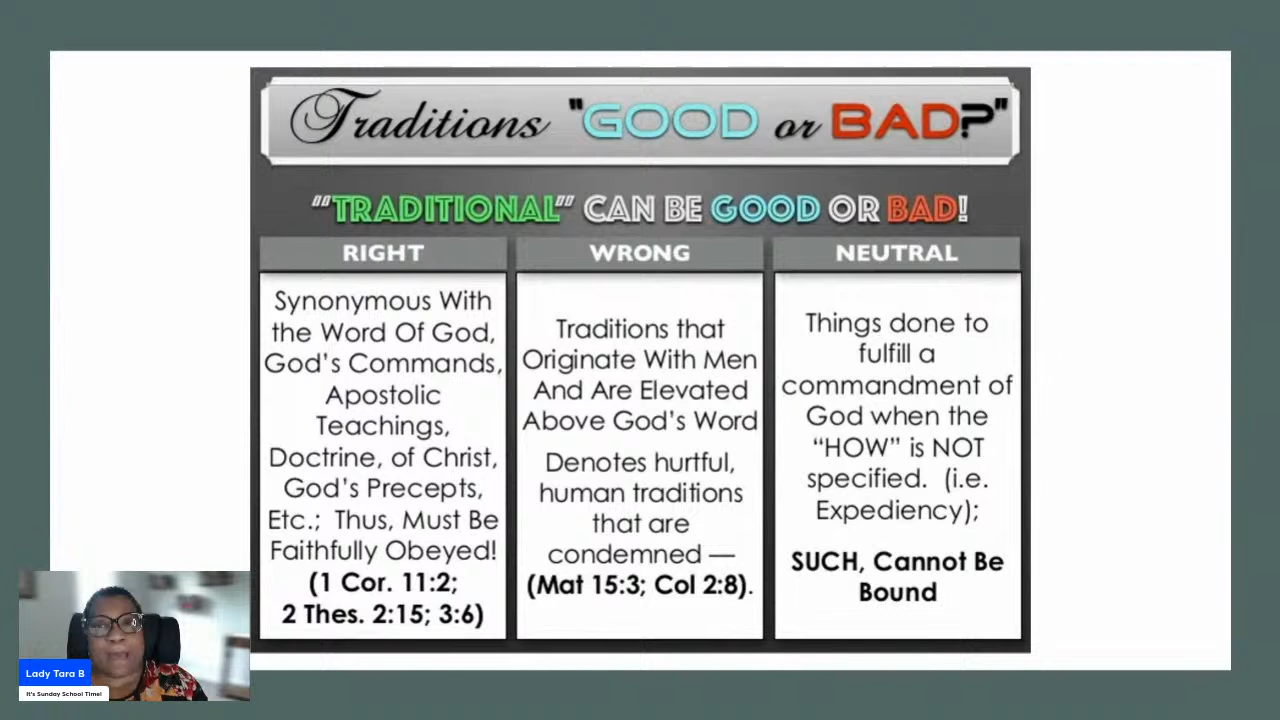 Traditions "GOOD or BAD?"
"TRADITIONAL" CAN BE GOOD OR BAD!
RIGHT
Synonymous With
the Word Of God,
God's Commands,
Apostolic
Teachings,
Doctrine, of Christ,
God's Precepts,
Etc.;  Thus, Must Be
Faithfully Obeyed!
(1 Cor. 11:2;
2 Thes. 2:15; 3:6)
WRONG
Traditions that
Originate With Men
And Are Elevated
Above God's Word
Denotes hurtful,
human traditions
that are
condemned —
(Mat 15:3; Col 2:8).
NEUTRAL
Things done to
fulfill a
commandment of
God when the
“HOW” is NOT
specified.  (i.e.
Expediency);
SUCH, Cannot Be
Bound
Lady Tara B
It's Sunday School Time!